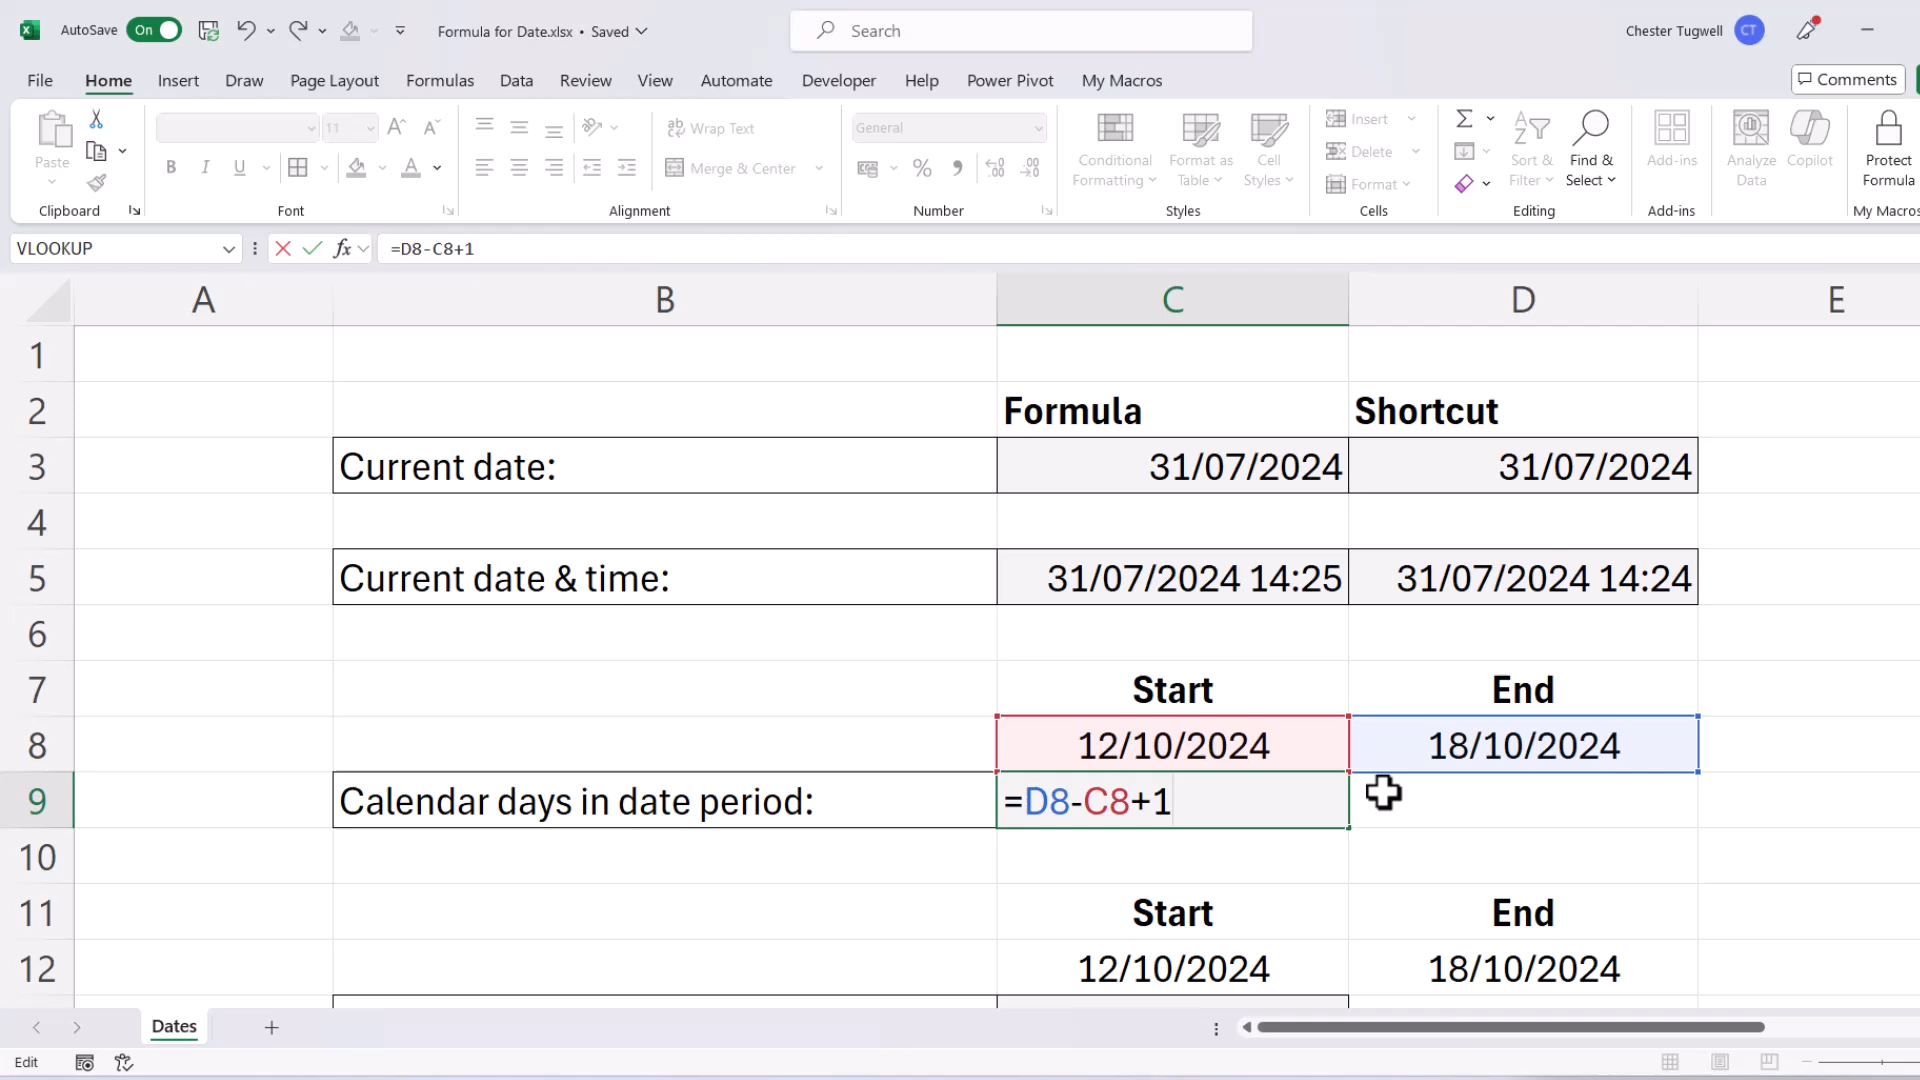 AutoSave On Formula for Date.xlsx • Saved Search Chester Tugwell CT
File Home Insert Draw Page Layout Formulas Data Review View Automate Developer Help Power Pivot My Macros Comments
Paste
Clipboard
11
B I U A
Font
Wrap Text
Merge & Center
Alignment
General
%
Number
Conditional Formatting
Format as Table
Cell Styles
Styles
Insert
Delete
Format
Cells
Sort & Filter
Find & Select
Editing
Add-ins
Add-ins
Analyze Data
Copilot
Protect Formula
My Macros
VLOOKUP fx =D8-C8+1
A B C D E
1
2 Formula Shortcut
3 Current date: 31/07/2024 31/07/2024
4
5 Current date & time: 31/07/2024 14:25 31/07/2024 14:24
6
7 Start End
8 12/10/2024 18/10/2024
9 Calendar days in date period: =D8-C8+1
10
11 Start End
12 12/10/2024 18/10/2024
Dates
Edit